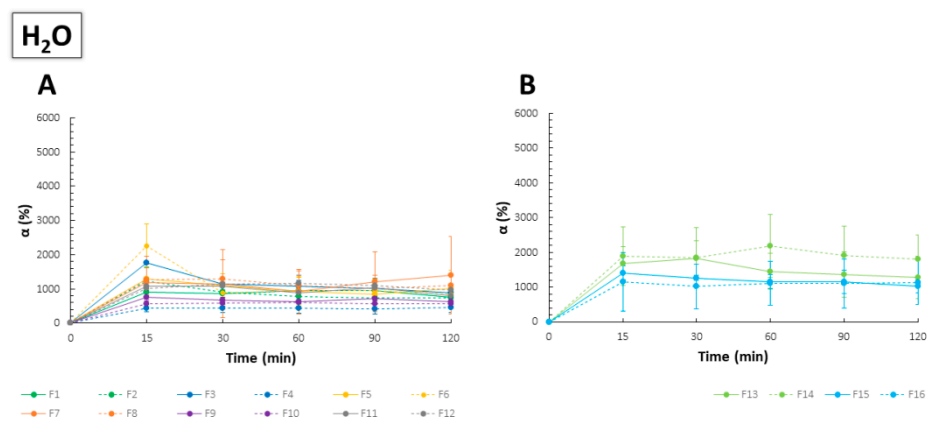 H₂O
A
B
6000
5000
4000
3000
2000
1000
0
α (%)
0 15 30 60 90 120
Time (min)
6000
5000
4000
3000
2000
1000
0
α (%)
0 15 30 60 90 120
Time (min)
F1 F2 F3 F4 F5 F6
F7 F8 F9 F10 F11 F12
F13 F14 F15 F16